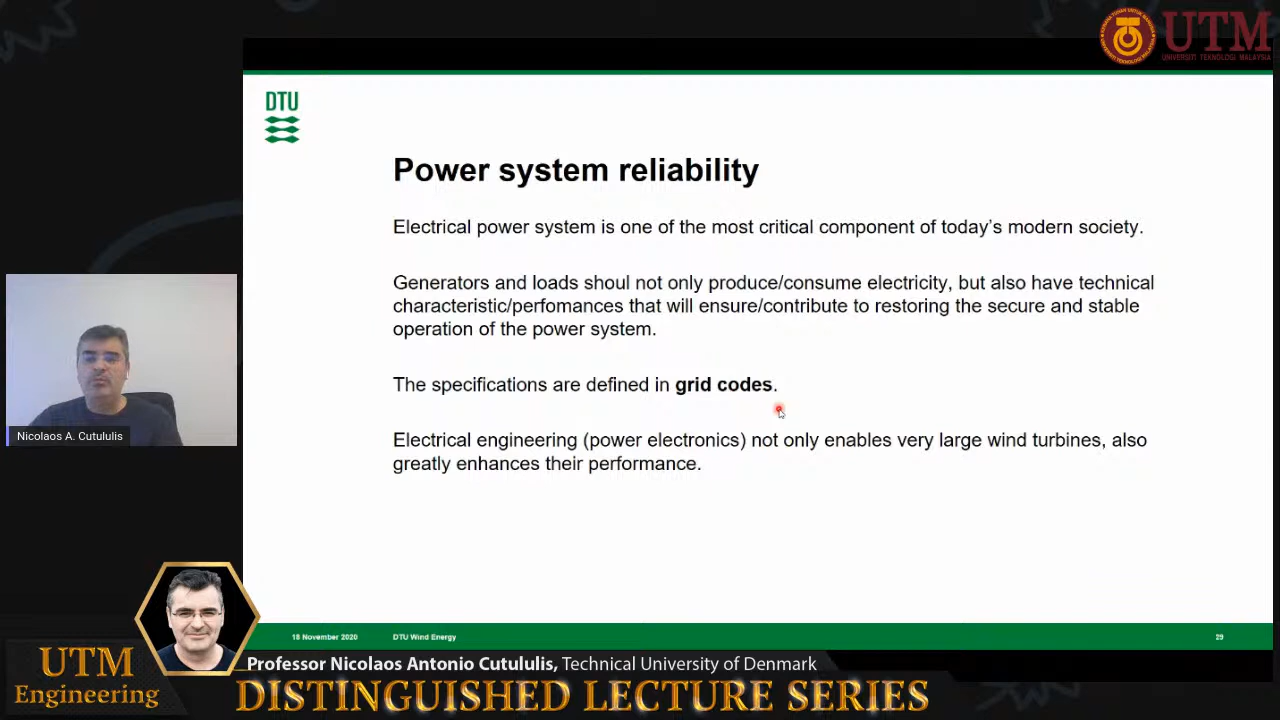 UTM
UNIVERSITI TEKNOLOGI MALAYSIA
DTU
Power system reliability
Electrical power system is one of the most critical component of today's modern society.
Generators and loads shoul not only produce/consume electricity, but also have technical
characteristic/perfomances that will ensure/contribute to restoring the secure and stable
operation of the power system.
The specifications are defined in grid codes.
Electrical engineering (power electronics) not only enables very large wind turbines, also
greatly enhances their performance.
Nicolaos A. Cutululis
18 November 2020 DTU Wind Energy 29
Professor Nicolaos Antonio Cutululis, Technical University of Denmark
UTM
Engineering
DISTINGUISHED LECTURE SERIES